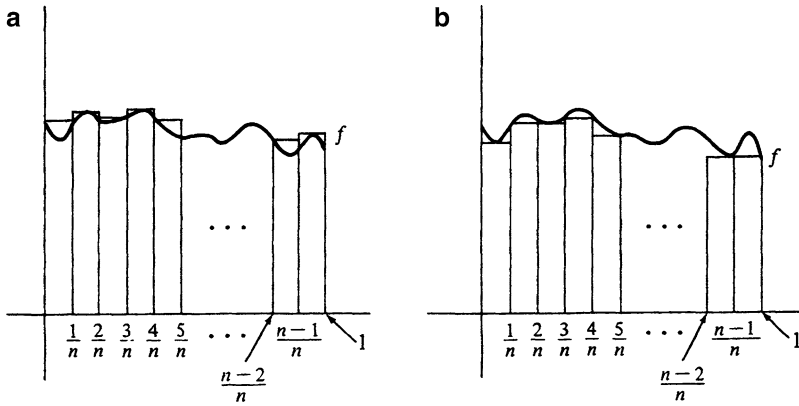 a
f
. . .
1/n 2/n 3/n 4/n 5/n . . . (n − 1)/n 1
(n − 2)/n
b
f
. . .
1/n 2/n 3/n 4/n 5/n . . . (n − 1)/n 1
(n − 2)/n